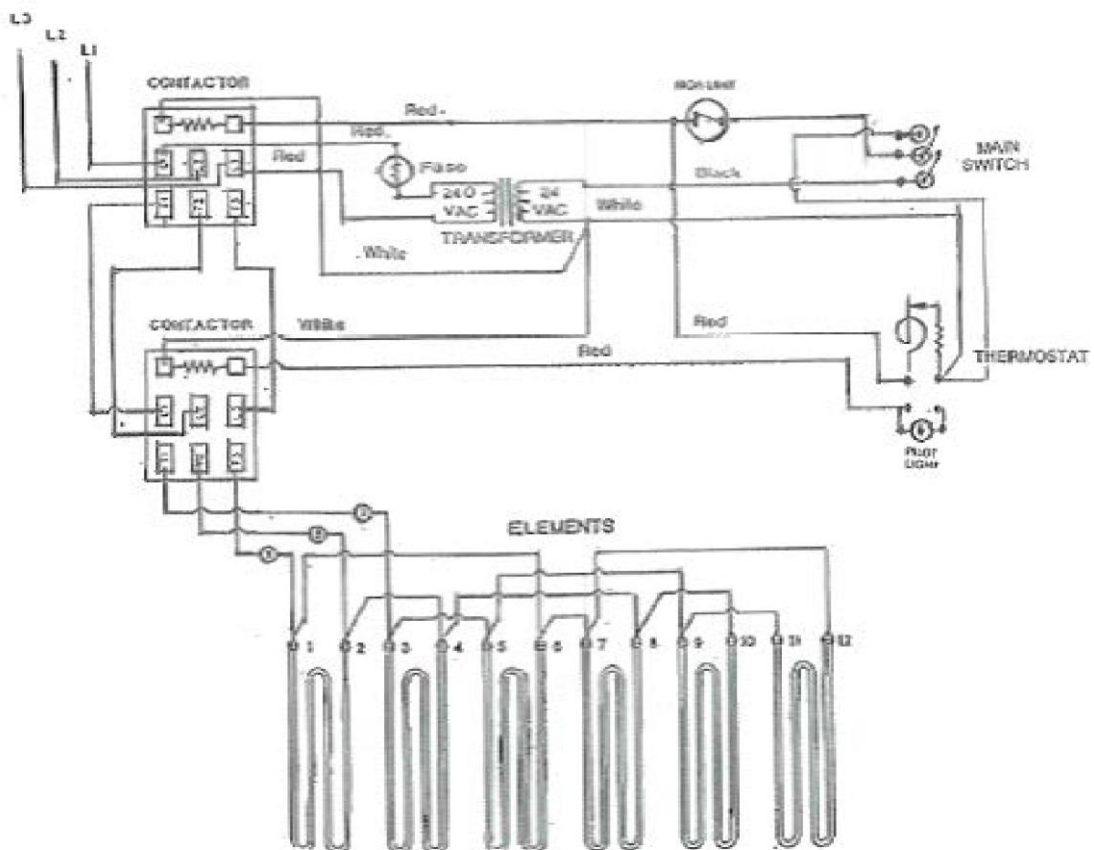 L3
L2
L1
CONTACTOR
HIGH LIMIT
Red
Red
Red
Fuse
MAIN
SWITCH
Black
240
VAC
24
VAC
White
TRANSFORMER
White
CONTACTOR
White
Red
Red
THERMOSTAT
PILOT
LIGHT
ELEMENTS
1 2 3 4 5 6 7 8 9 10 11 12